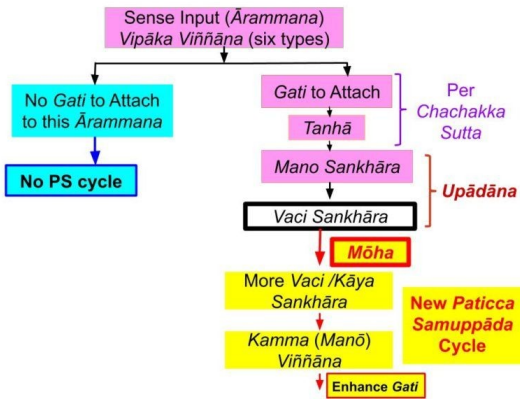 Sense Input (Ārammana)
Vipāka Viññāna (six types)
No Gati to Attach
to this Ārammana
No PS cycle
Gati to Attach
Tanhā
Per
Chachakka
Sutta
Mano Sankhāra
Vaci Sankhāra
Upādāna
Mōha
More Vaci /Kāya
Sankhāra
Kamma (Manō)
Viññāna
Enhance Gati
New Paticca
Samuppāda
Cycle